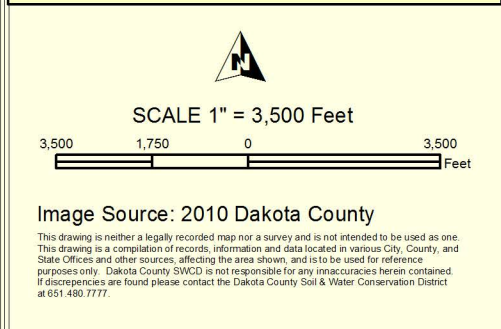 N
SCALE 1" = 3,500 Feet
3,500 1,750 0 3,500
Feet
Image Source: 2010 Dakota County
This drawing is neither a legally recorded map nor a survey and is not intended to be used as one.
This drawing is a compilation of records, information and data located in various City, County, and
State Offices and other sources, affecting the area shown, and is to be used for reference
purposes only. Dakota County SWCD is not responsible for any innaccuracies herein contained.
If discrepancies are found please contact the Dakota County Soil & Water Conservation District
at 651.480.7777.